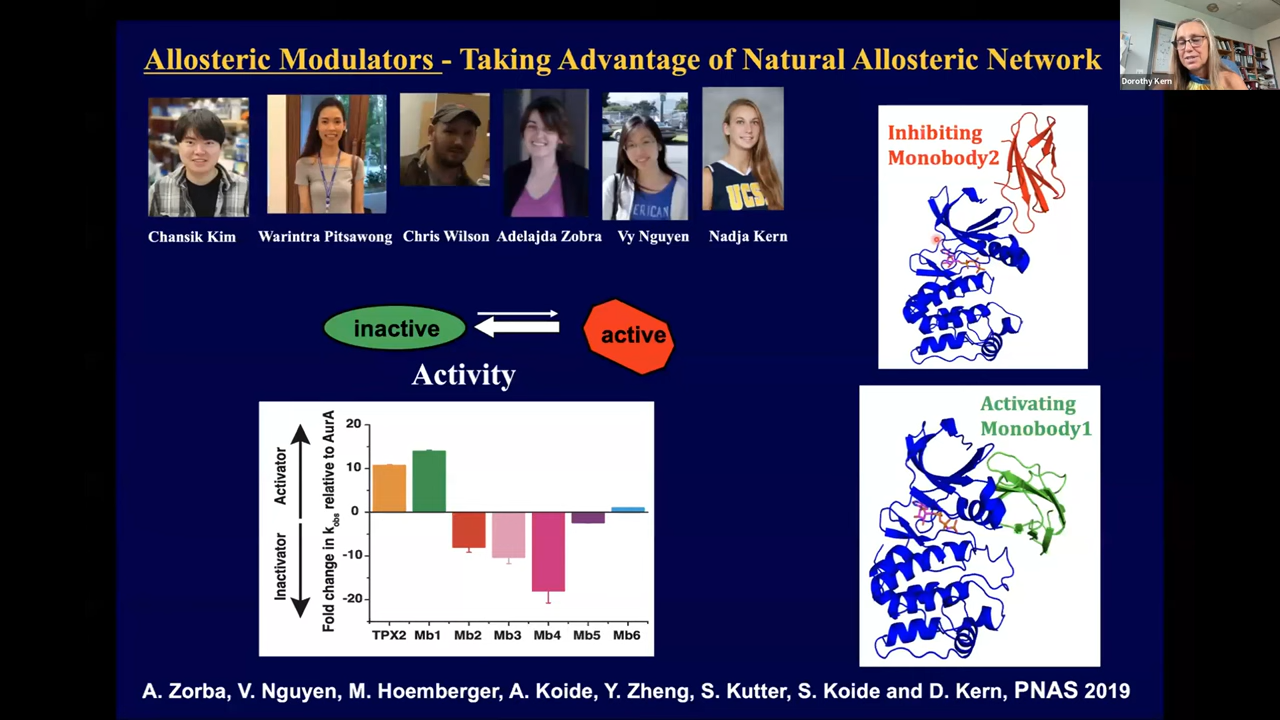 Allosteric Modulators - Taking Advantage of Natural Allosteric Network
Dorothy Kern
UCS
ERICAN
Chansik Kim
Warintra Pitsawong
Chris Wilson
Adelajda Zobra
Vy Nguyen
Nadja Kern
Inhibiting
Monobody2
inactive
active
Activity
Activator
Inactivator
Fold change in kobs relative to AurA
20
10
0
-10
-20
TPX2 Mb1 Mb2 Mb3 Mb4 Mb5 Mb6
Activating
Monobody1
A. Zorba, V. Nguyen, M. Hoemberger, A. Koide, Y. Zheng, S. Kutter, S. Koide and D. Kern, PNAS 2019